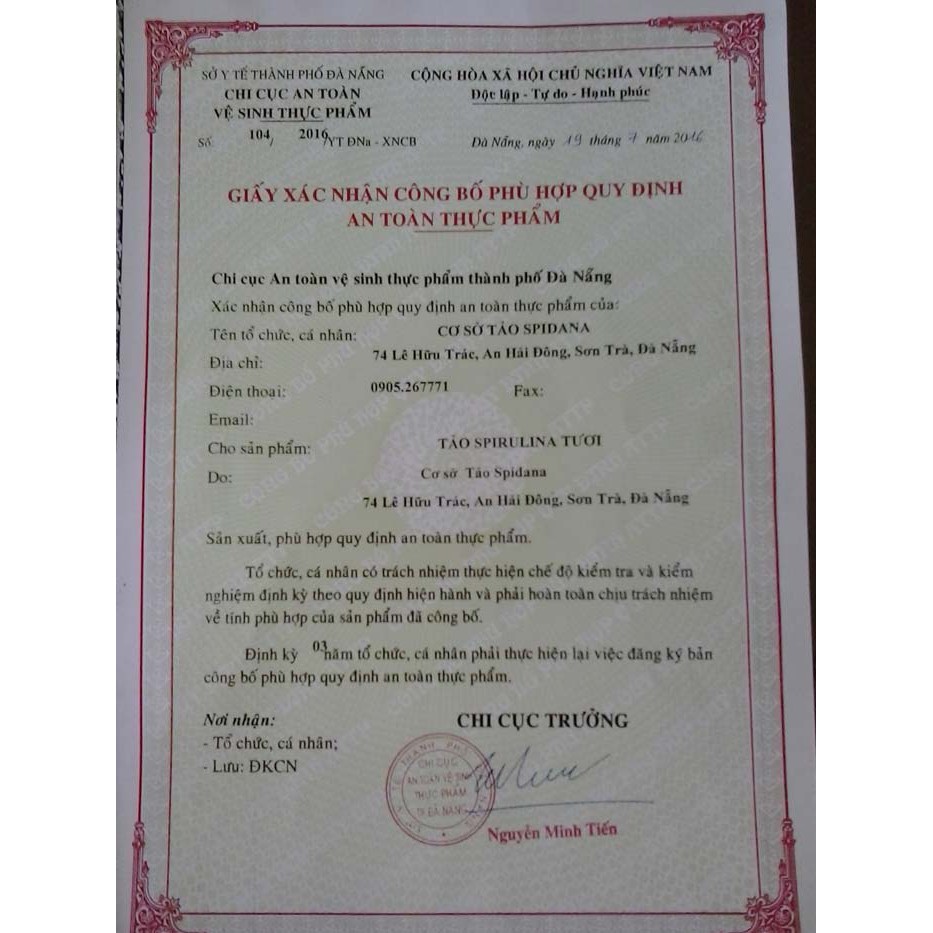 SỞ Y TẾ THÀNH PHỐ ĐÀ NẴNG
CHI CỤC AN TOÀN
VỆ SINH THỰC PHẨM
Số: 104/ 2016/YT ĐNa - XNCB
CỘNG HÒA XÃ HỘI CHỦ NGHĨA VIỆT NAM
Độc lập - Tự do - Hạnh phúc
Đà Nẵng, ngày 19 tháng 7 năm 2016
GIẤY XÁC NHẬN CÔNG BỐ PHÙ HỢP QUY ĐỊNH
AN TOÀN THỰC PHẨM
Chi cục An toàn vệ sinh thực phẩm thành phố Đà Nẵng
Xác nhận công bố phù hợp quy định an toàn thực phẩm của:
Tên tổ chức, cá nhân: CƠ SỞ TẢO SPIDANA
Địa chỉ: 74 Lê Hữu Trác, An Hải Đông, Sơn Trà, Đà Nẵng
Điện thoại: 0905.267771 Fax:
Email:
Cho sản phẩm: TẢO SPIRULINA TƯƠI
Do: Cơ sở Tảo Spidana
74 Lê Hữu Trác, An Hải Đông, Sơn Trà, Đà Nẵng
Sản xuất, phù hợp quy định an toàn thực phẩm.
Tổ chức, cá nhân có trách nhiệm thực hiện chế độ kiểm tra và kiểm
nghiệm định kỳ theo quy định hiện hành và phải hoàn toàn chịu trách nhiệm
về tính phù hợp của sản phẩm đã công bố.
Định kỳ 03 năm tổ chức, cá nhân phải thực hiện lại việc đăng ký bản
công bố phù hợp quy định an toàn thực phẩm.
Nơi nhận:
- Tổ chức, cá nhân;
- Lưu: ĐKCN
CHI CỤC TRƯỞNG
CHI CỤC
AN TOÀN VỆ SINH
THỰC PHẨM
TP ĐÀ NẴNG
Nguyễn Minh Tiến